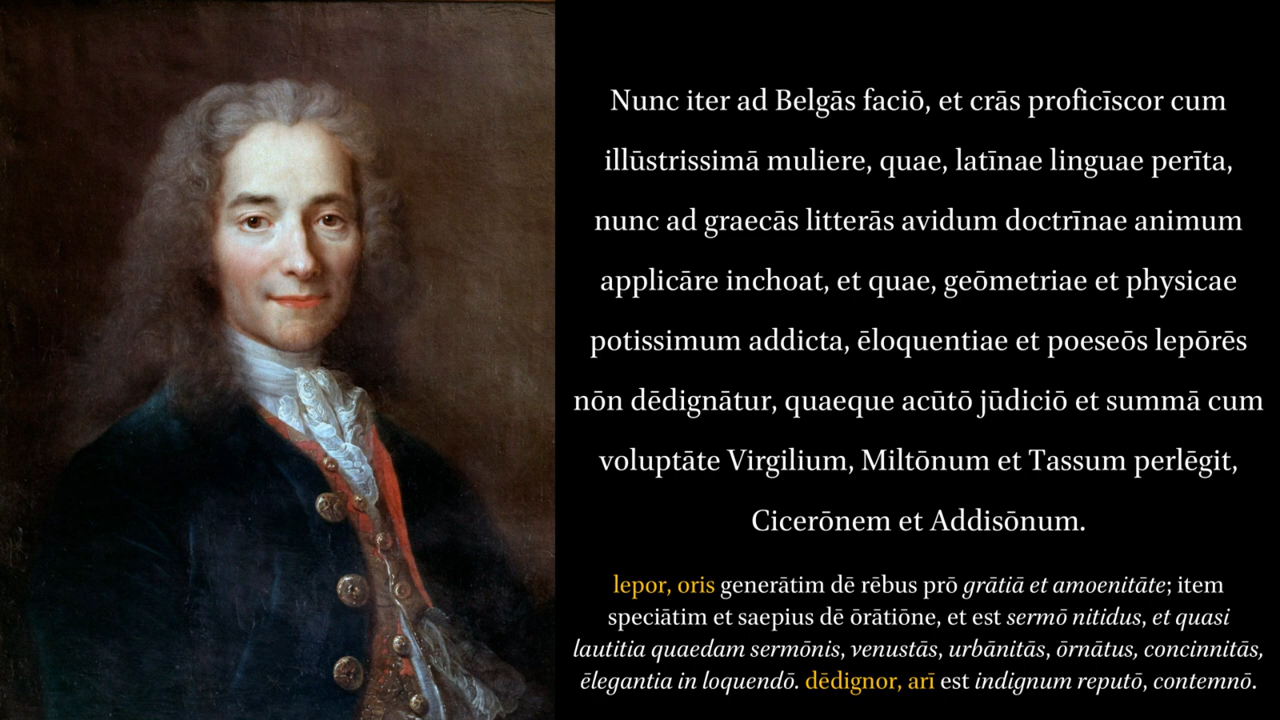 Nunc iter ad Belgās faciō, et crās proficīscor cum
illūstrissimā muliere, quae, latīnae linguae perīta,
nunc ad graecās litterās avidum doctrīnae animum
applicāre inchoat, et quae, geōmetriae et physicae
potissimum addicta, ēloquentiae et poeseōs lepōrēs
nōn dēdignātur, quaeque acūtō jūdiciō et summā cum
voluptāte Virgilium, Miltōnum et Tassum perlēgit,
Cicerōnem et Addisōnum.
lepor, oris generātim dē rēbus prō grātiā et amoenitāte; item
speciātim et saepius dē ōrātiōne, et est sermō nitidus, et quasi
lautitia quaedam sermōnis, venustās, urbānitās, ōrnātus, concinnitās,
ēlegantia in loquendō. dēdignor, arī est indignum reputō, contemnō.